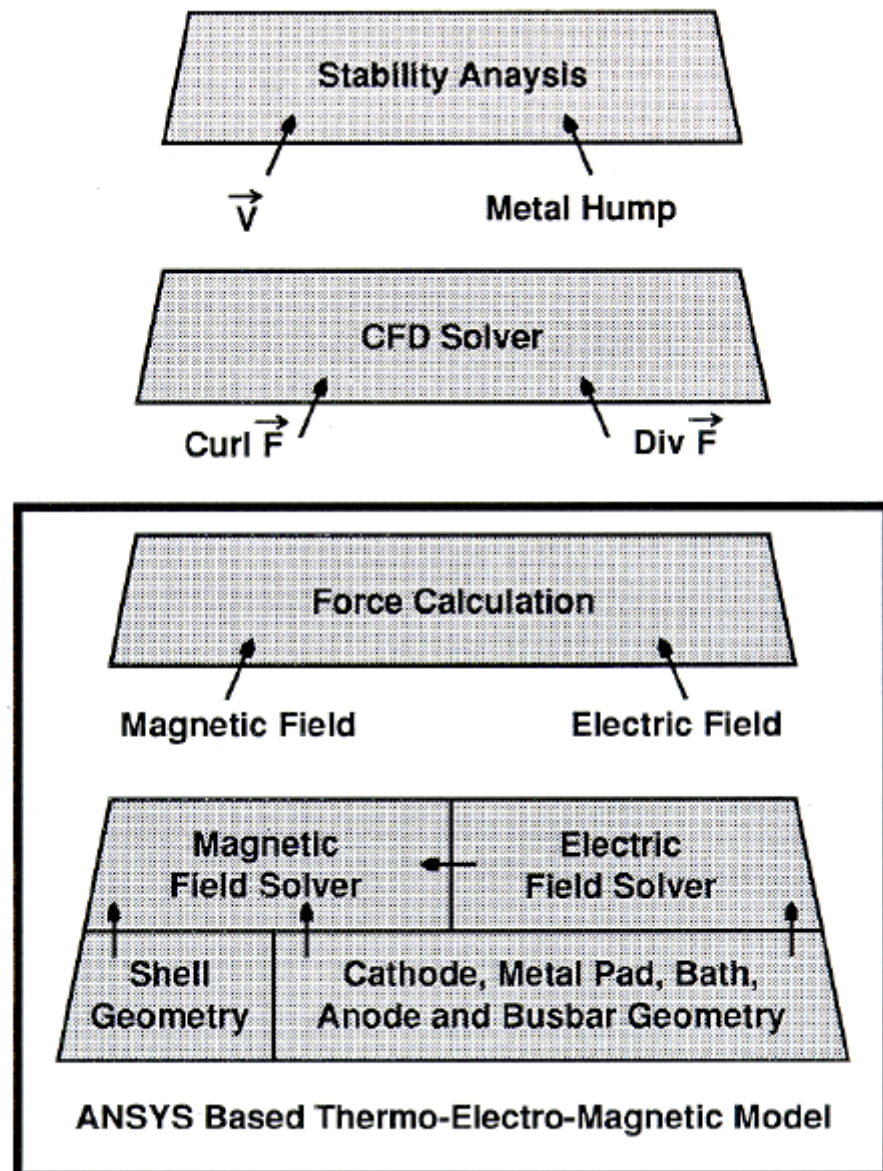 Stability Anaysis
V
Metal Hump
CFD Solver
Curl F
Div F
Force Calculation
Magnetic Field
Electric Field
Magnetic
Field Solver
Electric
Field Solver
Shell
Geometry
Cathode, Metal Pad, Bath,
Anode and Busbar Geometry
ANSYS Based Thermo-Electro-Magnetic Model